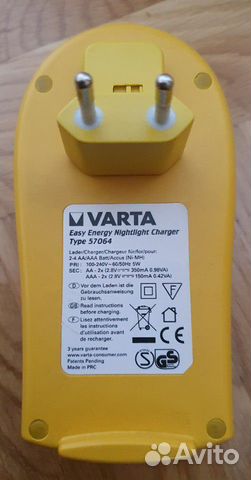 VARTA
Easy Energy Nightlight Charger
Type 57064
Lader/Charger/Chargeur für/for/pour:
2-4 AA/AAA Batt/Accus (Ni-MH)
PRI : 100-240V~60/50Hz 5W
SEC : AA - 2x (2.8V 350mA 0.98VA)
AAA - 2x (2.8V 150mA 0.42VA)
Vor dem Laden ist die
Gebrauchsanweisung
zu lesen.
Read instructions
before charging.
Lisez attentivement
les instructions
d'utilisation avant
de recharger.
3 years guarantee
www.varta-consumer.com
Patents Pending
Made in PRC
GS
Avito